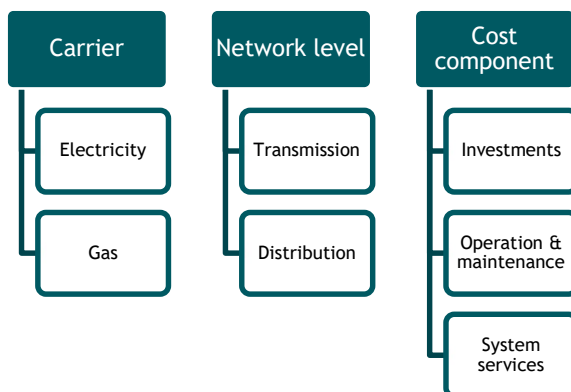 Carrier
Electricity
Gas
Network level
Transmission
Distribution
Cost
component
Investments
Operation &
maintenance
System
services